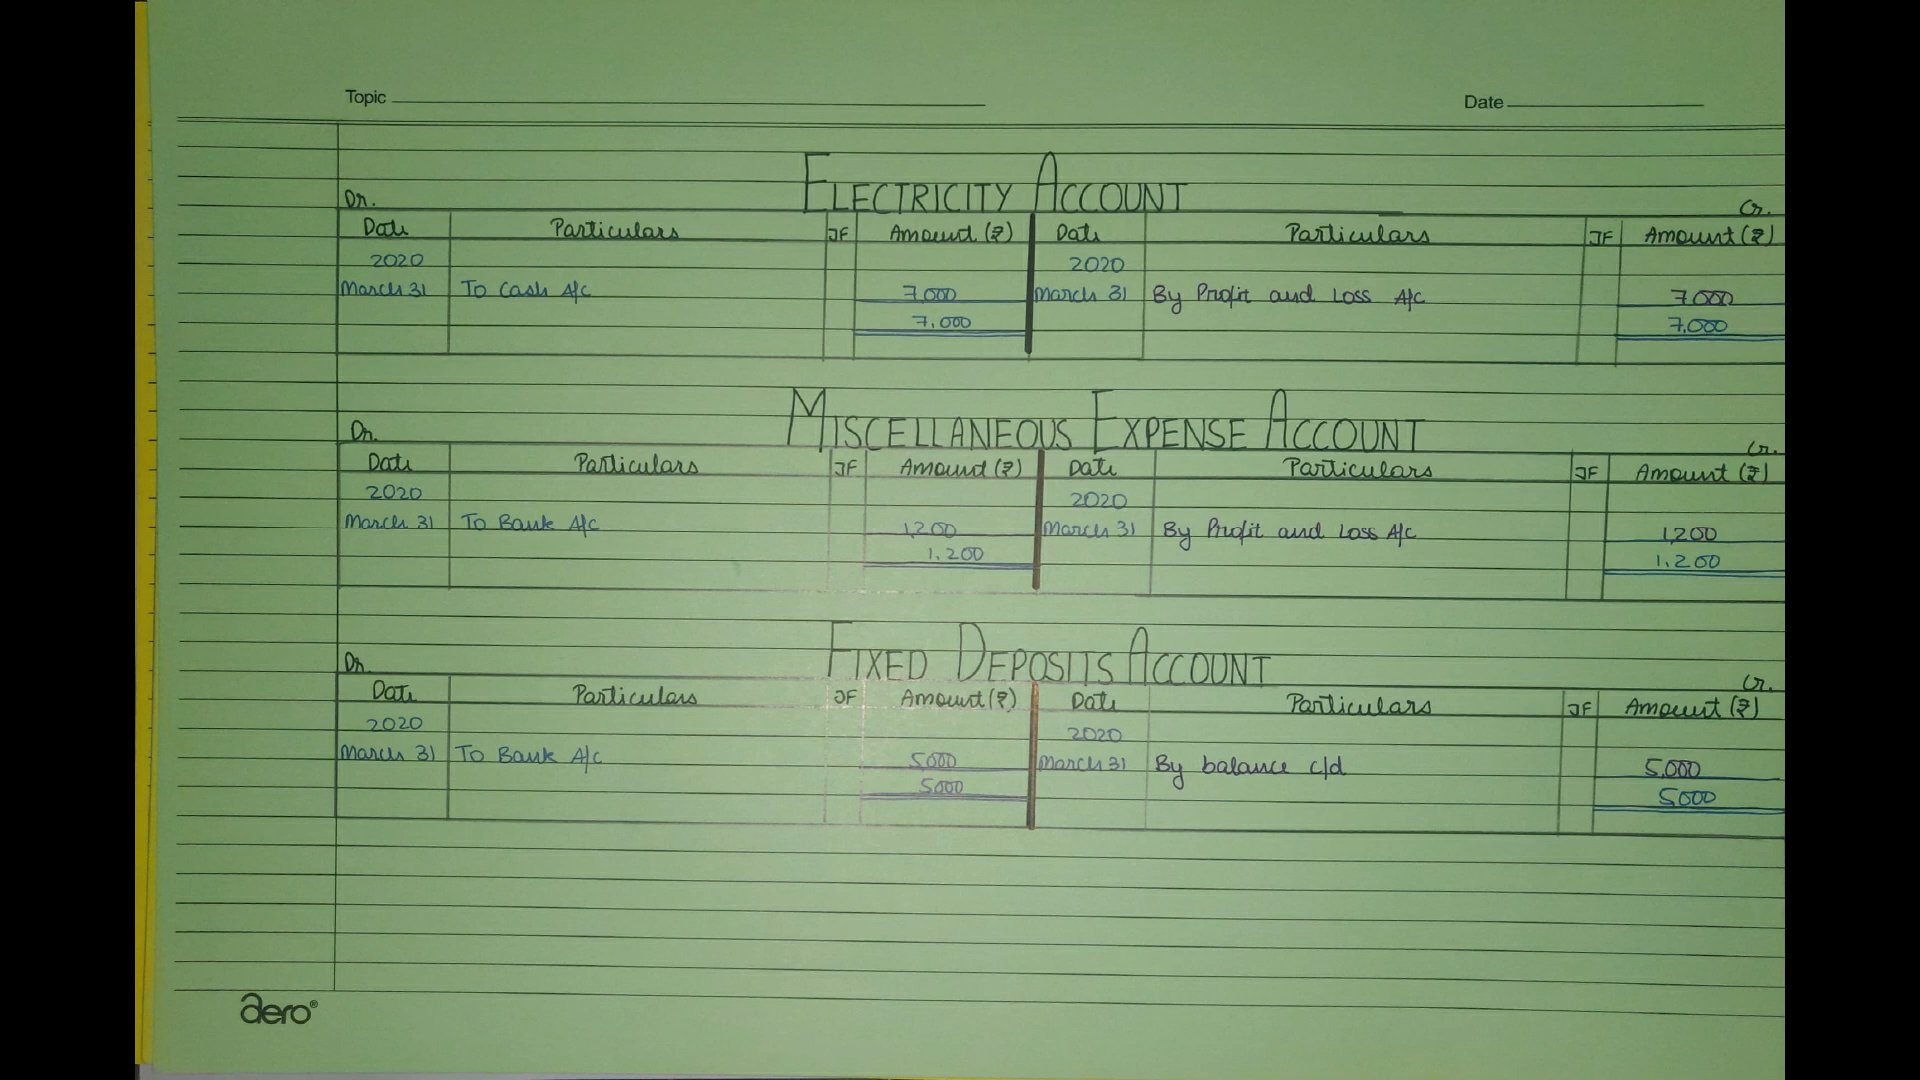 Topic Date
ELECTRICITY ACCOUNT
Dr. Cr.
Date Particulars JF Amount (₹) Date Particulars JF Amount (₹)
2020 2020
March 31 To Cash A/c 7,000 March 31 By Profit and Loss A/c 7,000
7,000 7,000
MISCELLANEOUS EXPENSE ACCOUNT
Dr. Cr.
Date Particulars JF Amount (₹) Date Particulars JF Amount (₹)
2020 2020
March 31 To Bank A/c 1,200 March 31 By Profit and Loss A/c 1,200
1,200 1,200
FIXED DEPOSITS ACCOUNT
Dr. Cr.
Date Particulars JF Amount (₹) Date Particulars JF Amount (₹)
2020 2020
March 31 To Bank A/c 5000 March 31 By balance c/d 5,000
5000 5000
aero®